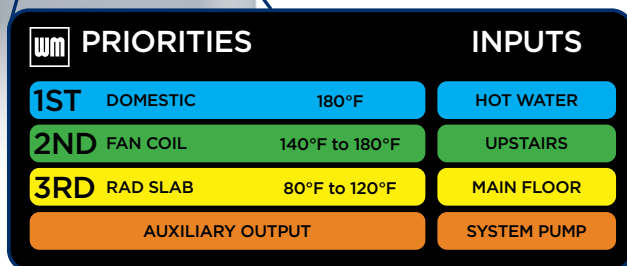 wm PRIORITIES INPUTS
1ST DOMESTIC 180°F HOT WATER
2ND FAN COIL 140°F to 180°F UPSTAIRS
3RD RAD SLAB 80°F to 120°F MAIN FLOOR
AUXILIARY OUTPUT SYSTEM PUMP